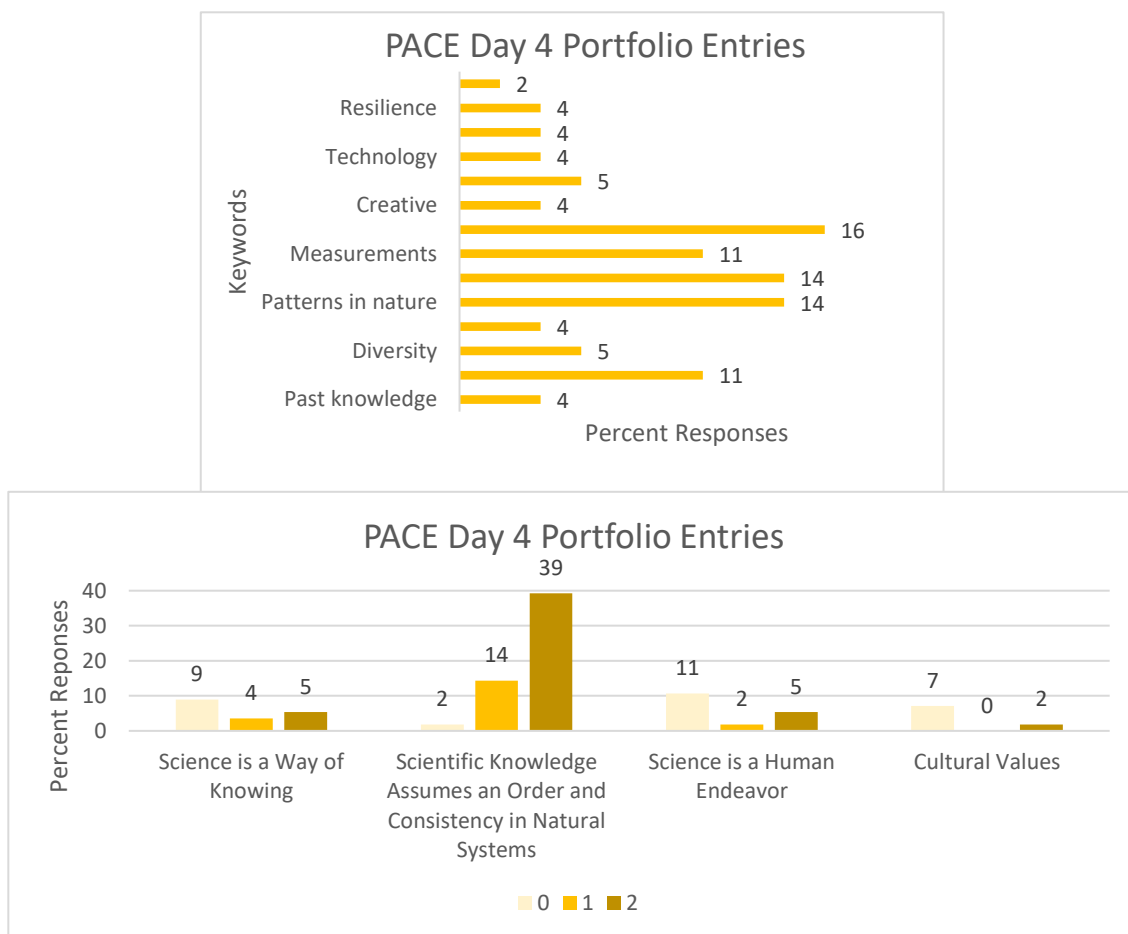 PACE Day 4 Portfolio Entries
2
Resilience 4
4
Technology 4
5
Creative 4
16
Measurements 11
14
Patterns in nature 14
4
Diversity 5
11
Past knowledge 4
Keywords
Percent Responses
PACE Day 4 Portfolio Entries
Percent Reponses
40
30
20
10
0
9 4 5
2 14 39
11 2 5
7 0 2
Science is a Way of
Knowing
Scientific Knowledge
Assumes an Order and
Consistency in Natural
Systems
Science is a Human
Endeavor
Cultural Values
0 1 2